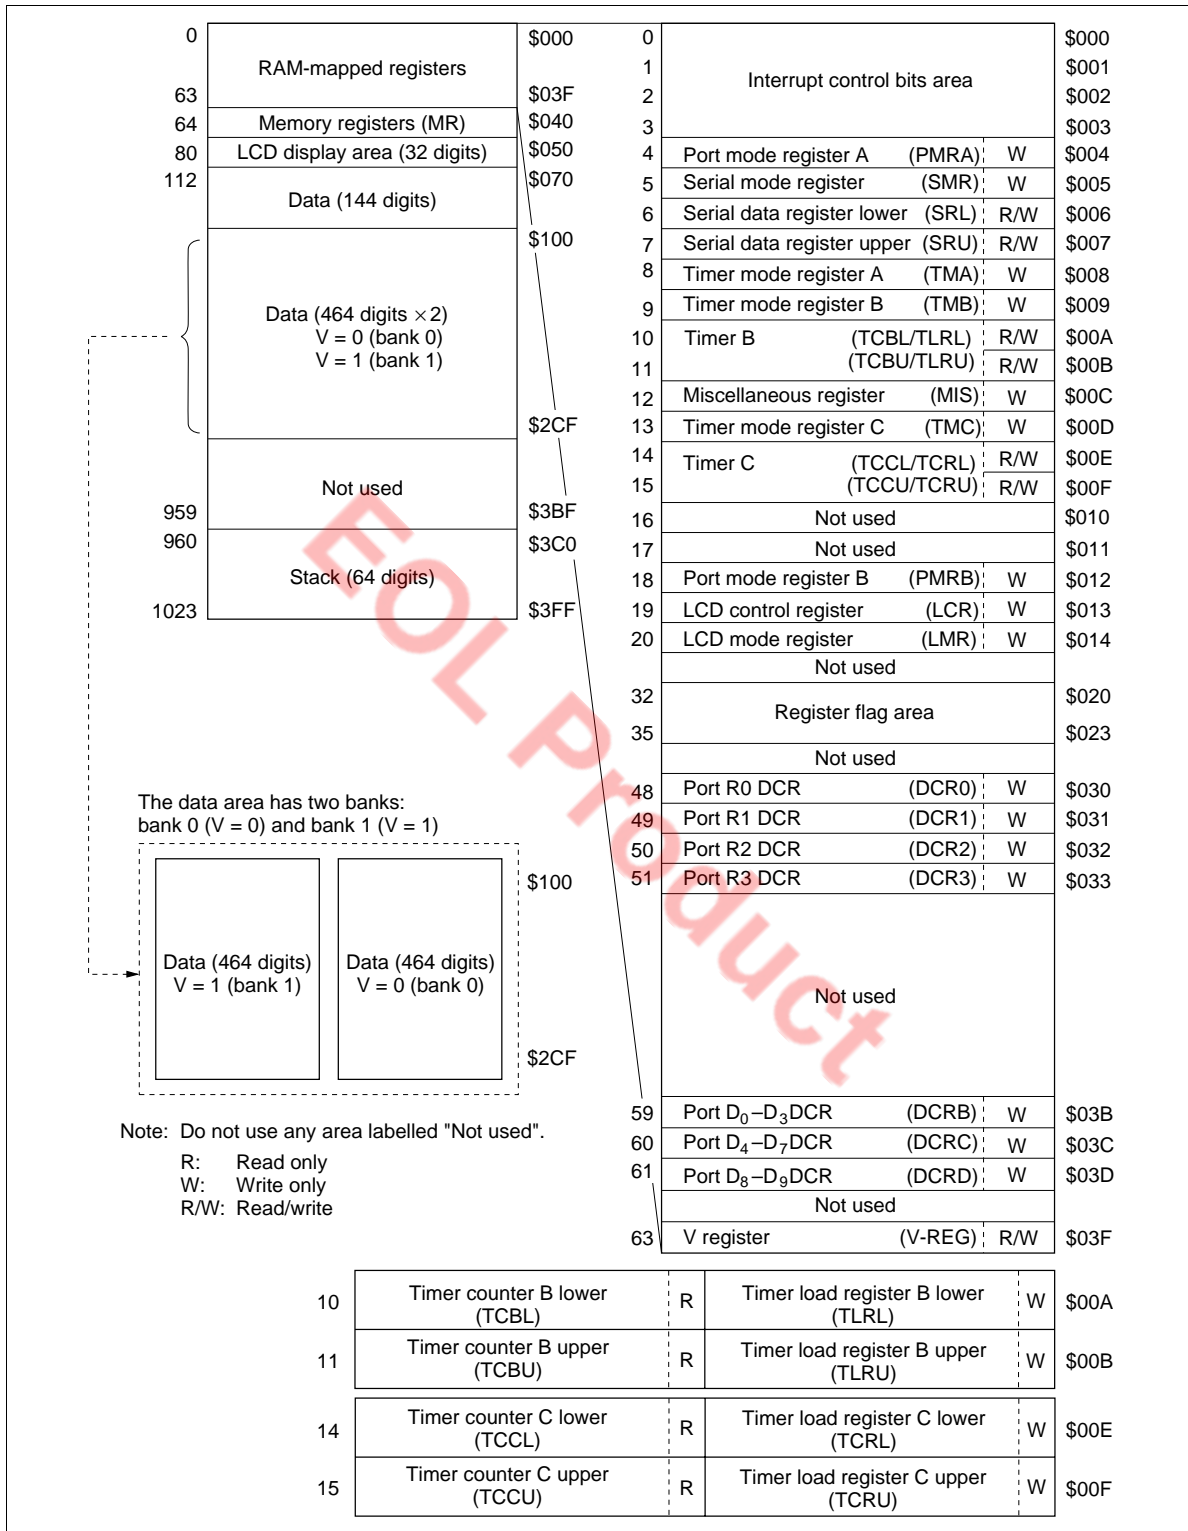 0 $000
RAM-mapped registers
63 $03F
64 Memory registers (MR) $040
80 LCD display area (32 digits) $050
112 $070
Data (144 digits)
$100
Data (464 digits ×2)
V = 0 (bank 0)
V = 1 (bank 1)
$2CF
Not used
959 $3BF
960 $3C0
Stack (64 digits)
1023 $3FF
The data area has two banks:
bank 0 (V = 0) and bank 1 (V = 1)
$100
Data (464 digits) Data (464 digits)
V = 1 (bank 1) V = 0 (bank 0)
$2CF
Note: Do not use any area labelled "Not used".
R: Read only
W: Write only
R/W: Read/write
0 $000
1 $001
Interrupt control bits area
2 $002
3 $003
4 Port mode register A (PMRA) W $004
5 Serial mode register (SMR) W $005
6 Serial data register lower (SRL) R/W $006
7 Serial data register upper (SRU) R/W $007
8 Timer mode register A (TMA) W $008
9 Timer mode register B (TMB) W $009
10 Timer B (TCBL/TLRL) R/W $00A
11 (TCBU/TLRU) R/W $00B
12 Miscellaneous register (MIS) W $00C
13 Timer mode register C (TMC) W $00D
14 Timer C (TCCL/TCRL) R/W $00E
15 (TCCU/TCRU) R/W $00F
16 Not used $010
17 Not used $011
18 Port mode register B (PMRB) W $012
19 LCD control register (LCR) W $013
20 LCD mode register (LMR) W $014
Not used
32 $020
Register flag area
35 $023
Not used
48 Port R0 DCR (DCR0) W $030
49 Port R1 DCR (DCR1) W $031
50 Port R2 DCR (DCR2) W $032
51 Port R3 DCR (DCR3) W $033
Not used
59 Port D0–D3DCR (DCRB) W $03B
60 Port D4–D7DCR (DCRC) W $03C
61 Port D8–D9DCR (DCRD) W $03D
Not used
63 V register (V-REG) R/W $03F
10 Timer counter B lower (TCBL) R Timer load register B lower (TLRL) W $00A
11 Timer counter B upper (TCBU) R Timer load register B upper (TLRU) W $00B
14 Timer counter C lower (TCCL) R Timer load register C lower (TCRL) W $00E
15 Timer counter C upper (TCCU) R Timer load register C upper (TCRU) W $00F
EOL Product